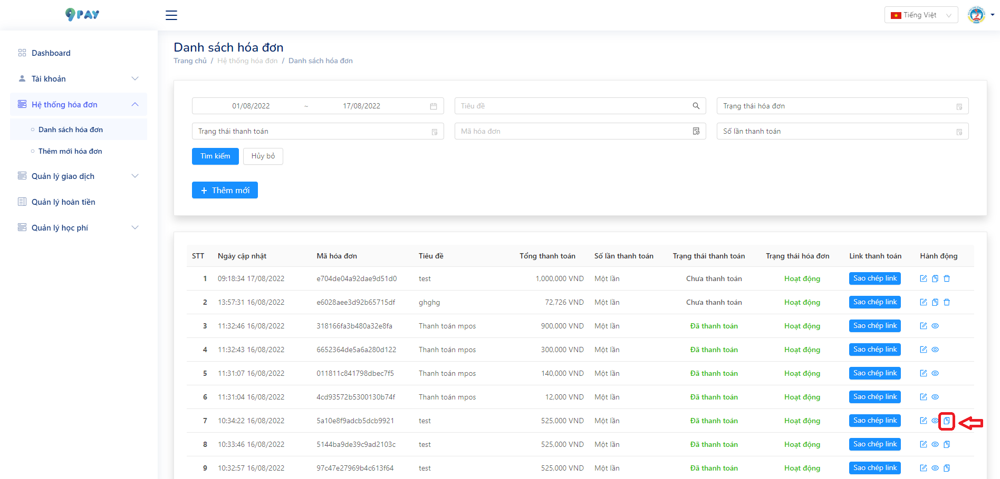 9PAY
Tiếng Việt
Dashboard
Tài khoản
Hệ thống hóa đơn
Danh sách hóa đơn
Thêm mới hóa đơn
Quản lý giao dịch
Quản lý hoàn tiền
Quản lý học phí
Danh sách hóa đơn
Trang chủ / Hệ thống hóa đơn / Danh sách hóa đơn
01/08/2022 ~ 17/08/2022 Tiêu đề Trạng thái hóa đơn
Trạng thái thanh toán Mã hóa đơn Số lần thanh toán
Tìm kiếm Hủy bỏ
+ Thêm mới
STT Ngày cập nhật Mã hóa đơn Tiêu đề Tổng thanh toán Số lần thanh toán Trạng thái thanh toán Trạng thái hóa đơn Link thanh toán Hành động
1 09:18:34 17/08/2022 e704de04a92dae9d51d0 test 1,000,000 VND Một lần Chưa thanh toán Hoạt động Sao chép link
2 13:57:31 16/08/2022 e6028aee3d92b65715df ghghg 72,726 VND Một lần Chưa thanh toán Hoạt động Sao chép link
3 11:32:46 16/08/2022 318166fa3b480a32e8fa Thanh toán mpos 900,000 VND Một lần Đã thanh toán Hoạt động Sao chép link
4 11:32:43 16/08/2022 6652364de5a6a280d122 Thanh toán mpos 300,000 VND Một lần Đã thanh toán Hoạt động Sao chép link
5 11:31:07 16/08/2022 011811c841798dbec7f5 Thanh toán mpos 140,000 VND Một lần Đã thanh toán Hoạt động Sao chép link
6 11:31:04 16/08/2022 4cd93572b5300130b74f Thanh toán mpos 12,000 VND Một lần Đã thanh toán Hoạt động Sao chép link
7 10:34:22 16/08/2022 5a10e8f9adcb5dcb9921 test 525,000 VND Một lần Đã thanh toán Hoạt động Sao chép link
8 10:33:46 16/08/2022 5144ba9de39c9ad2103c test 525,000 VND Một lần Đã thanh toán Hoạt động Sao chép link
9 10:32:57 16/08/2022 97c47e27969b4c613f64 test 525,000 VND Một lần Đã thanh toán Hoạt động Sao chép link